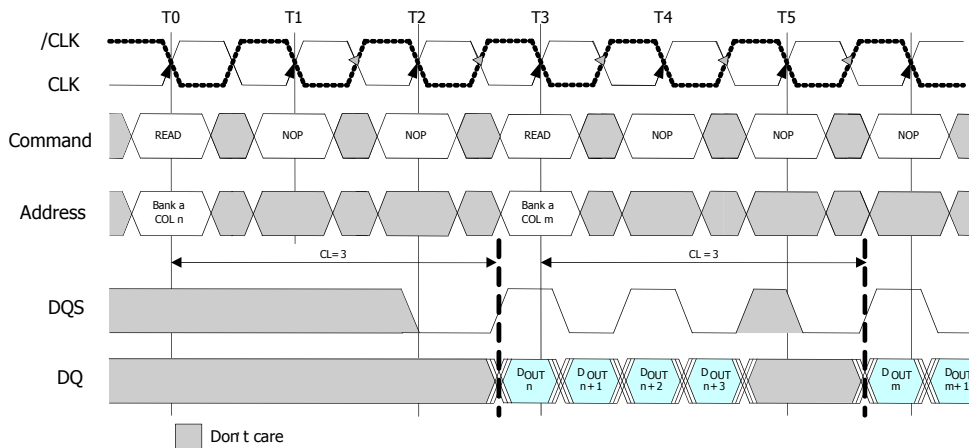 T0 T1 T2 T3 T4 T5
/CLK
CLK
Command READ NOP NOP READ NOP NOP NOP
Address Bank a COL n Bank a COL m
CL= 3 CL = 3
DQS
DQ DOUT n DOUT n+1 DOUT n+2 DOUT n+3 DOUT m DOUT m+1
Don't care